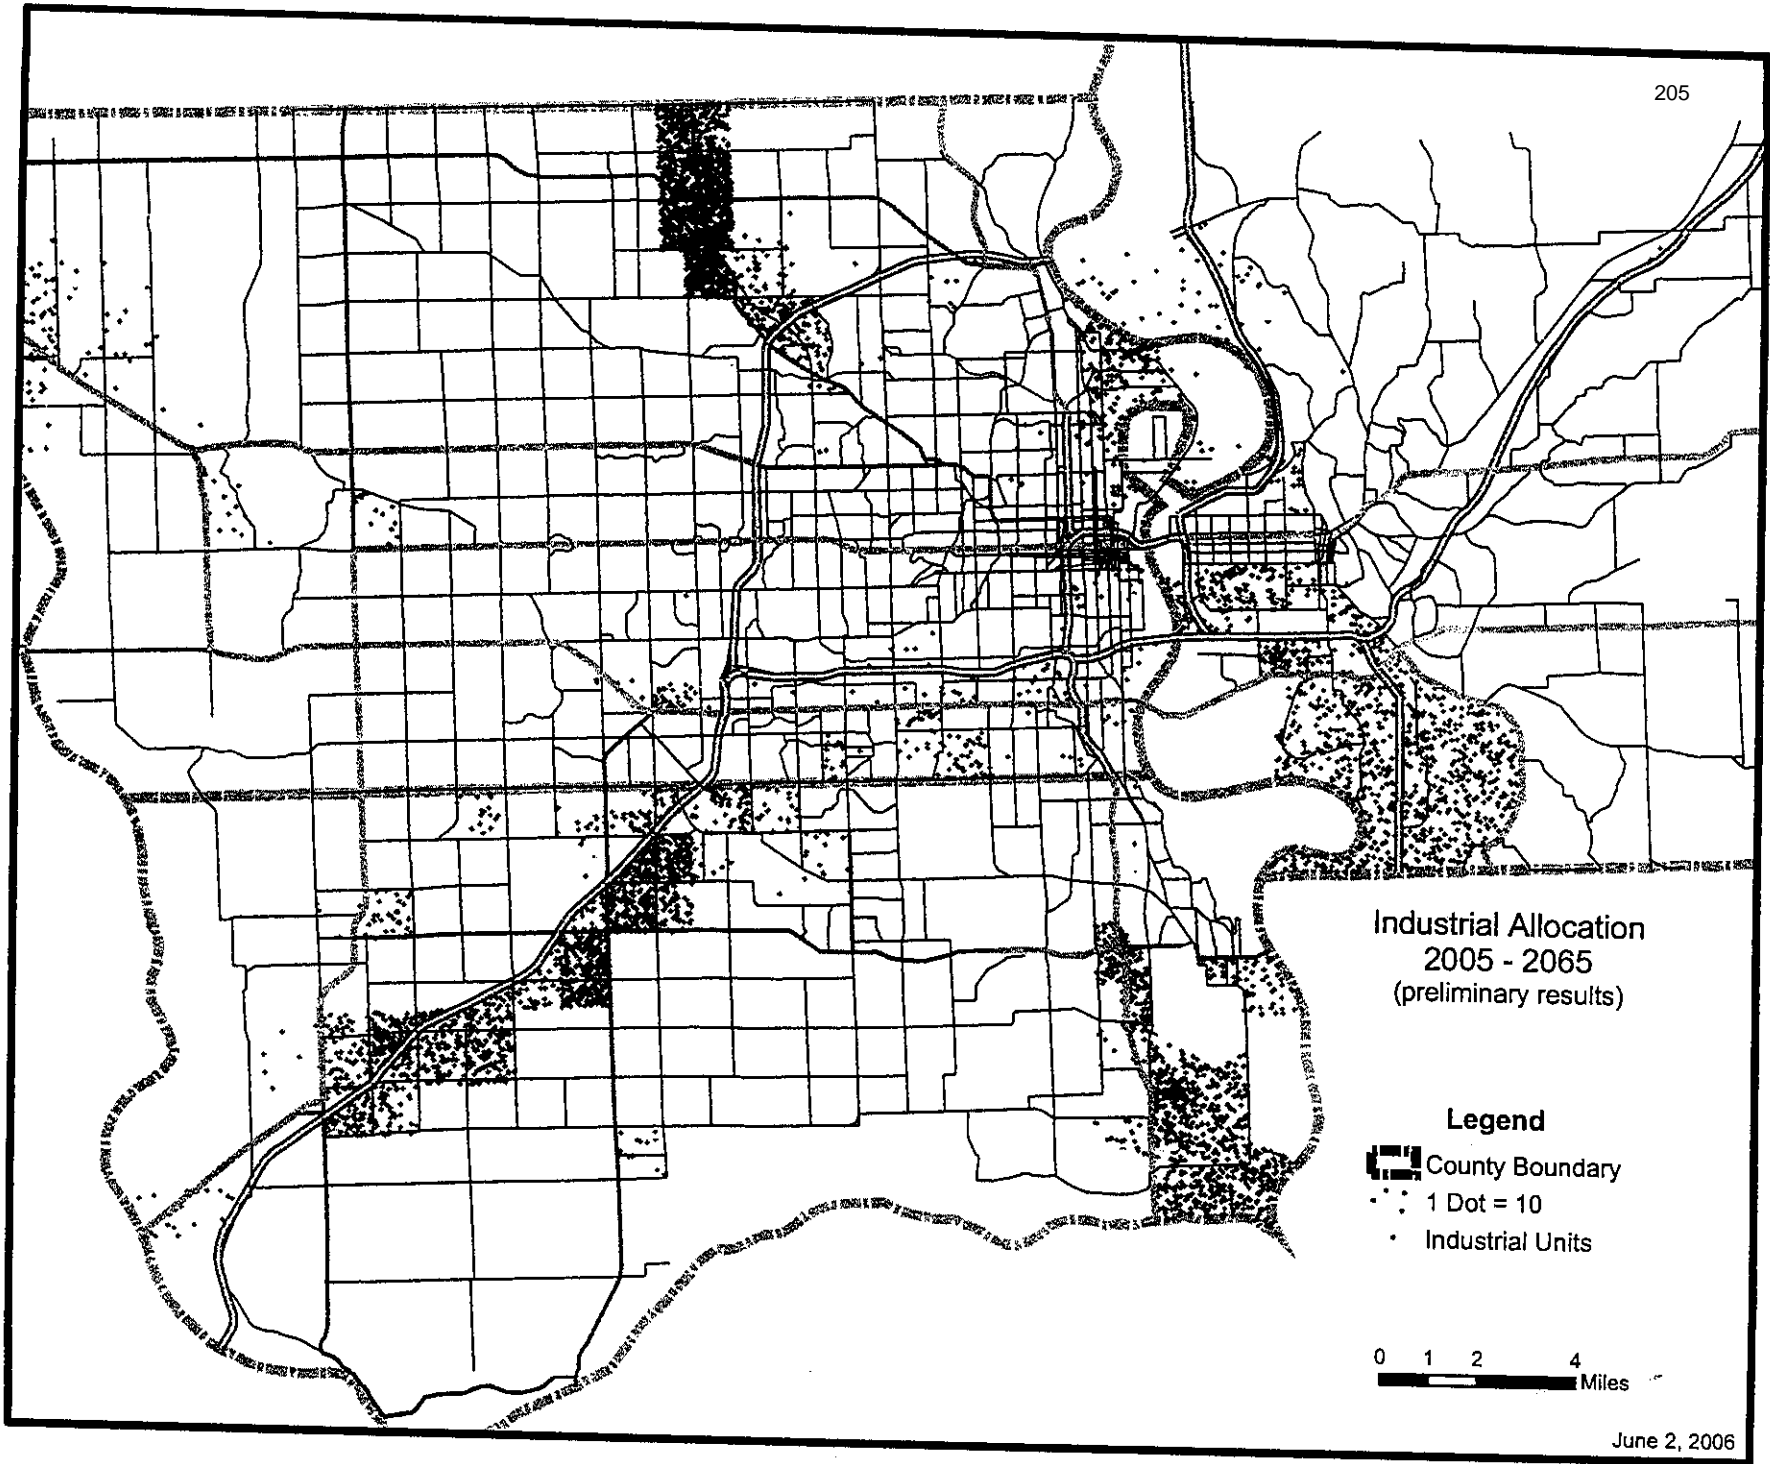 205
Industrial Allocation
2005 - 2065
(preliminary results)
Legend
County Boundary
1 Dot = 10
Industrial Units
0 1 2 4
Miles
June 2, 2006